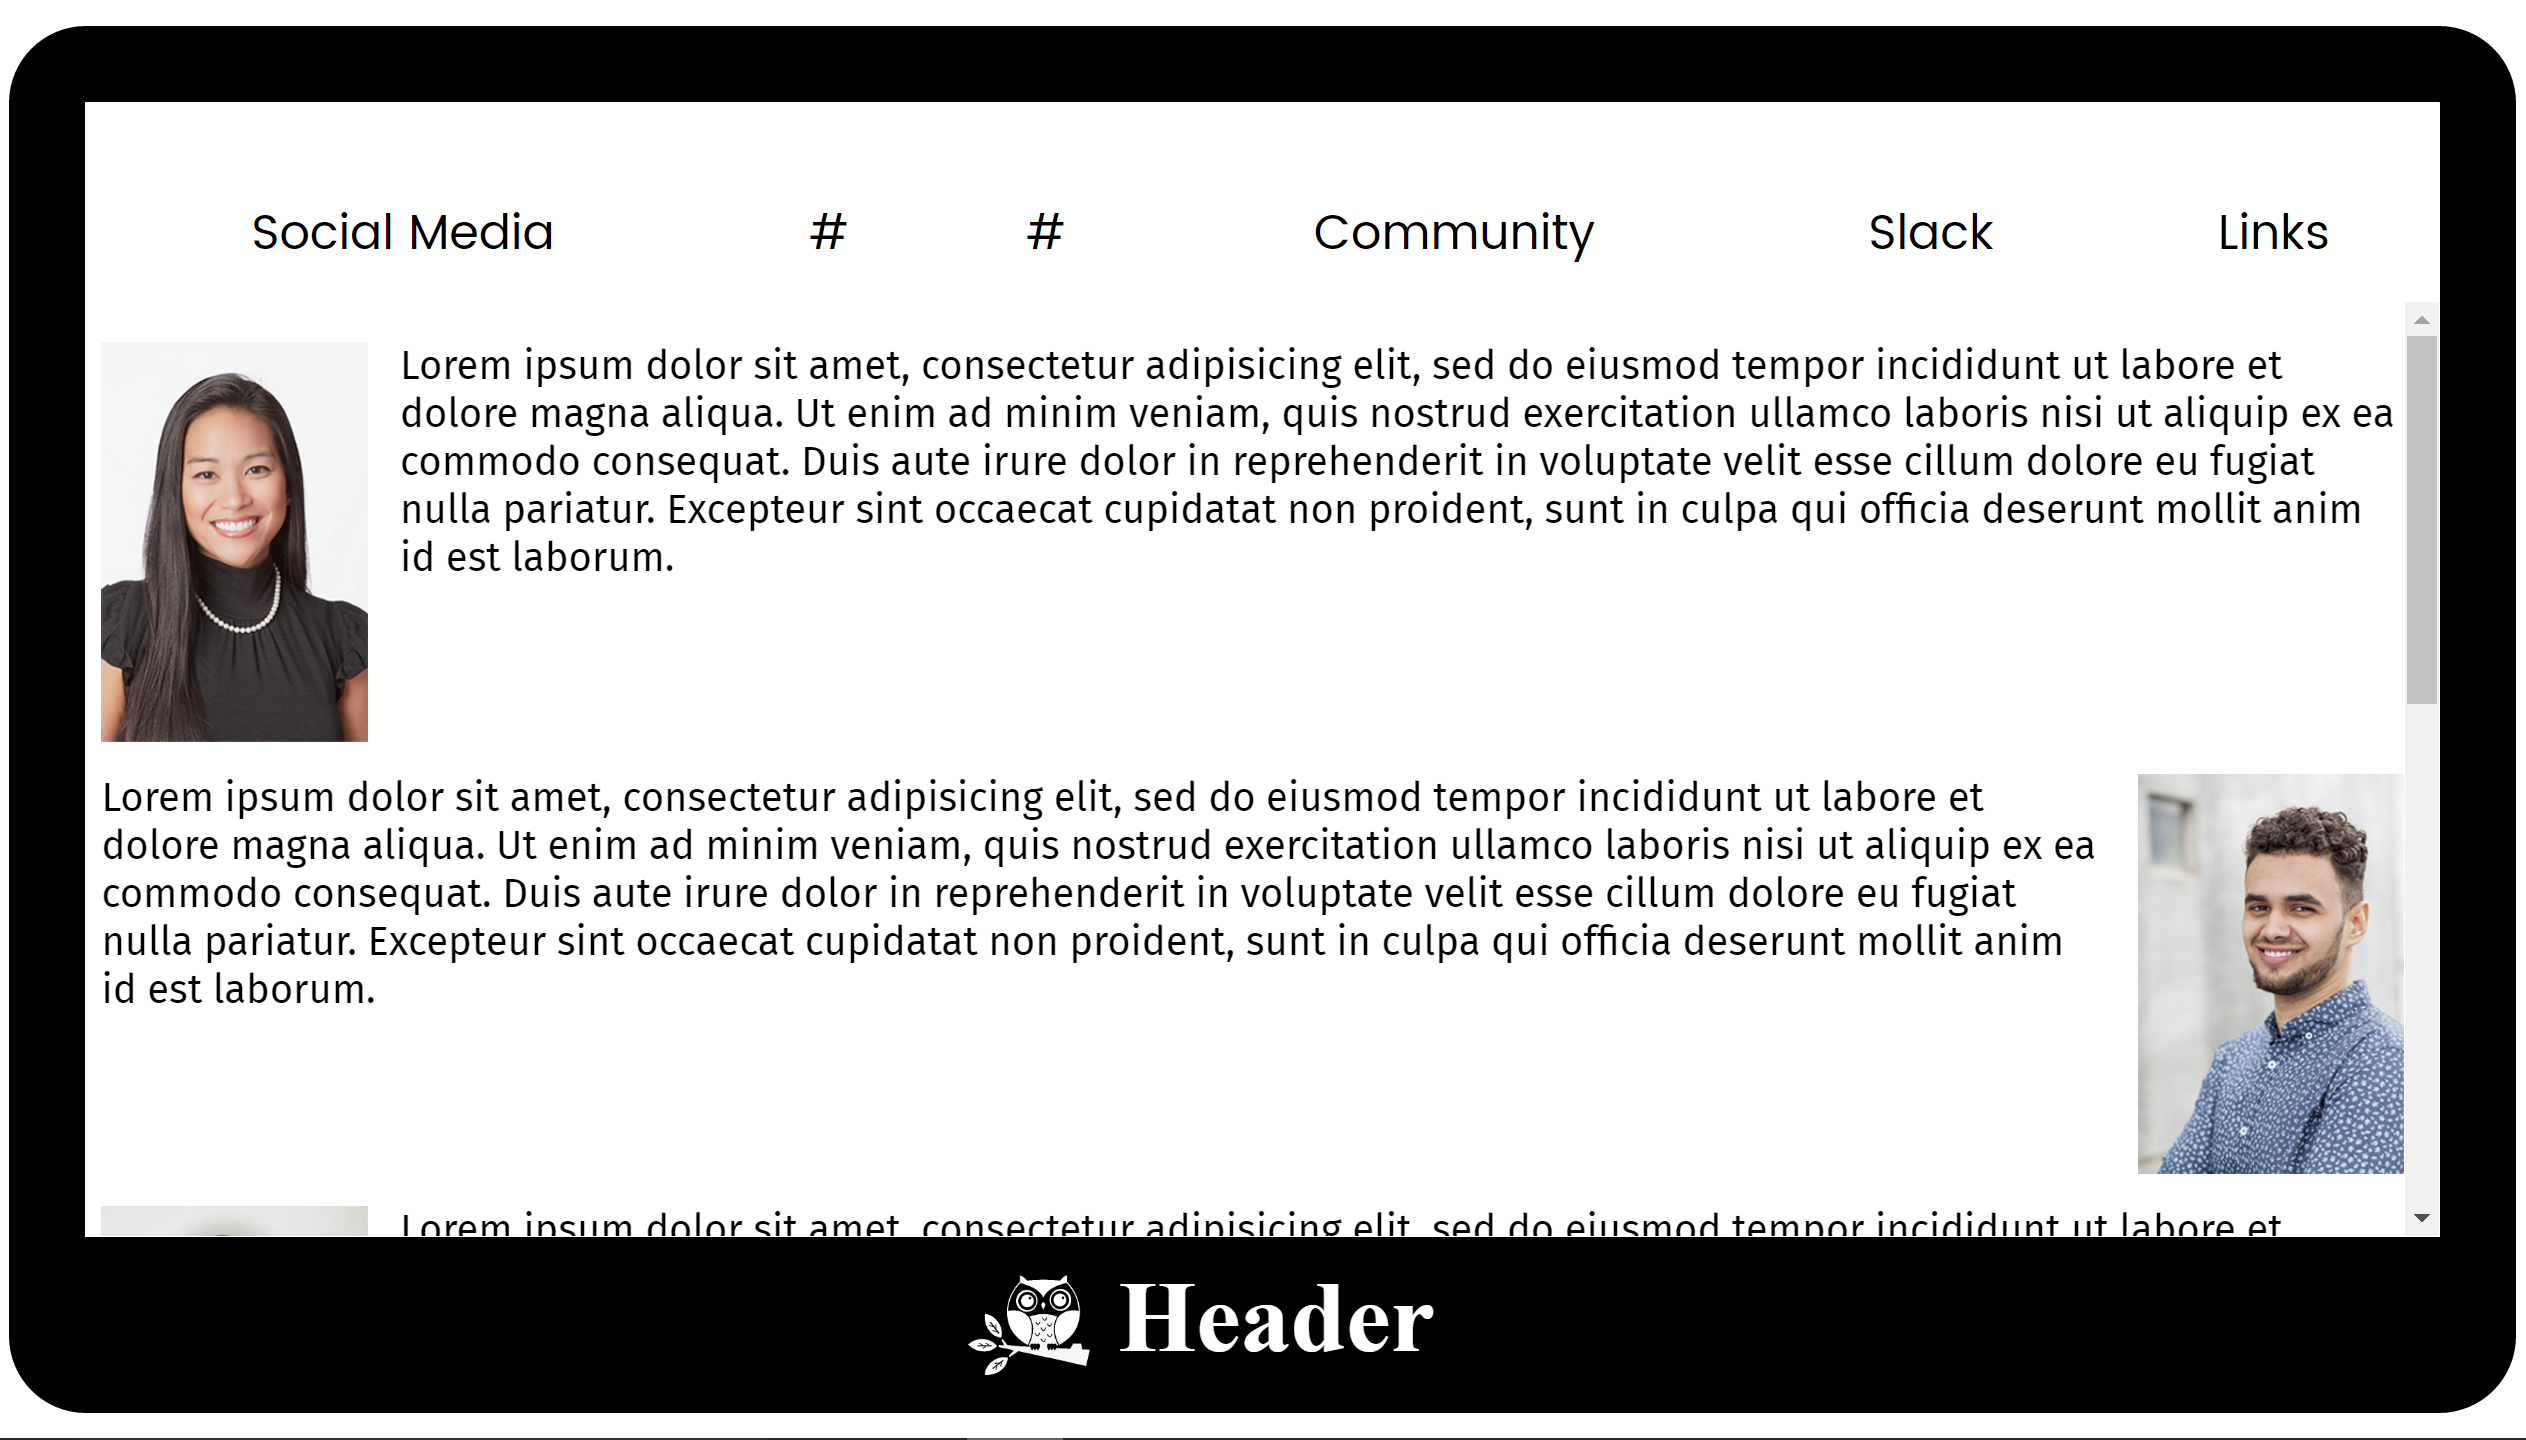 Social Media # # Community Slack Links
Lorem ipsum dolor sit amet, consectetur adipisicing elit, sed do eiusmod tempor incididunt ut labore et
dolore magna aliqua. Ut enim ad minim veniam, quis nostrud exercitation ullamco laboris nisi ut aliquip ex ea
commodo consequat. Duis aute irure dolor in reprehenderit in voluptate velit esse cillum dolore eu fugiat
nulla pariatur. Excepteur sint occaecat cupidatat non proident, sunt in culpa qui officia deserunt mollit anim
id est laborum.
Lorem ipsum dolor sit amet, consectetur adipisicing elit, sed do eiusmod tempor incididunt ut labore et
dolore magna aliqua. Ut enim ad minim veniam, quis nostrud exercitation ullamco laboris nisi ut aliquip ex ea
commodo consequat. Duis aute irure dolor in reprehenderit in voluptate velit esse cillum dolore eu fugiat
nulla pariatur. Excepteur sint occaecat cupidatat non proident, sunt in culpa qui officia deserunt mollit anim
id est laborum.
Lorem ipsum dolor sit amet, consectetur adipisicing elit, sed do eiusmod tempor incididunt ut labore et
Header